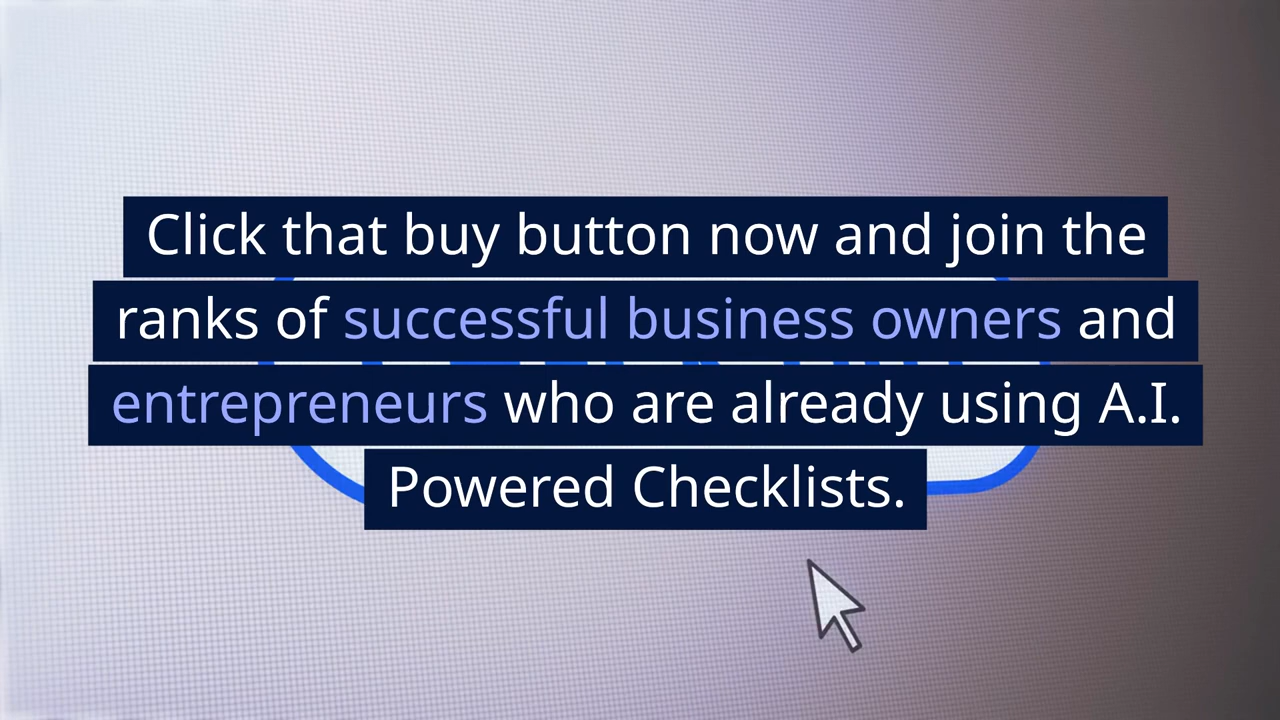 Click that buy button now and join the
ranks of successful business owners and
entrepreneurs who are already using A.I.
Powered Checklists.